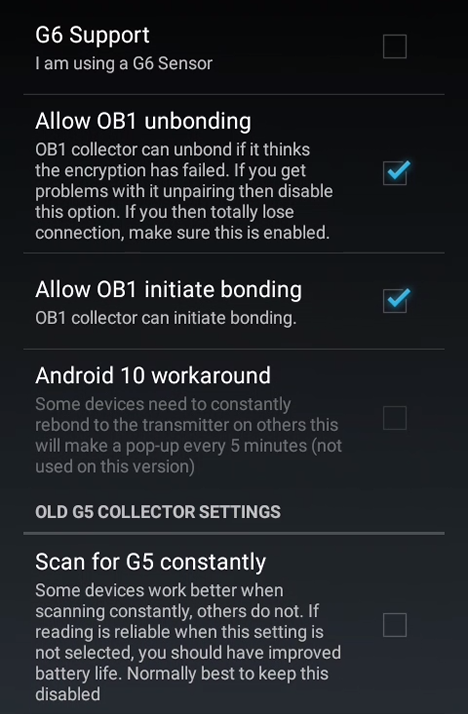 G6 Support
I am using a G6 Sensor
Allow OB1 unbonding
OB1 collector can unbond if it thinks
the encryption has failed. If you get
problems with it unpairing then disable
this option. If you then totally lose
connection, make sure this is enabled.
Allow OB1 initiate bonding
OB1 collector can initiate bonding.
Android 10 workaround
Some devices need to constantly
rebond to the transmitter on others this
will make a pop-up every 5 minutes (not
used on this version)
OLD G5 COLLECTOR SETTINGS
Scan for G5 constantly
Some devices work better when
scanning constantly, others do not. If
reading is reliable when this setting is
not selected, you should have improved
battery life. Normally best to keep this
disabled